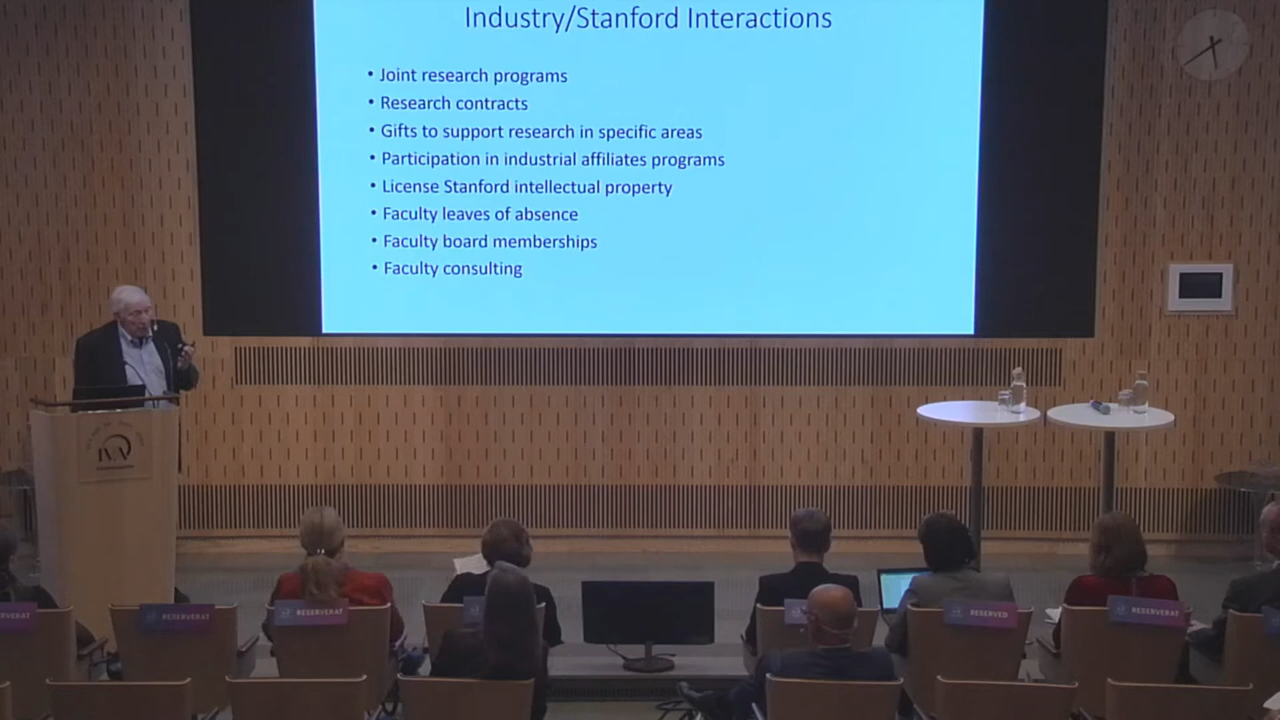 Industry/Stanford Interactions
• Joint research programs
• Research contracts
• Gifts to support research in specific areas
• Participation in industrial affiliates programs
• License Stanford intellectual property
• Faculty leaves of absence
• Faculty board memberships
• Faculty consulting
IVA
RESERVERAT
RESERVERAT
RESERVED
RESERVERAT